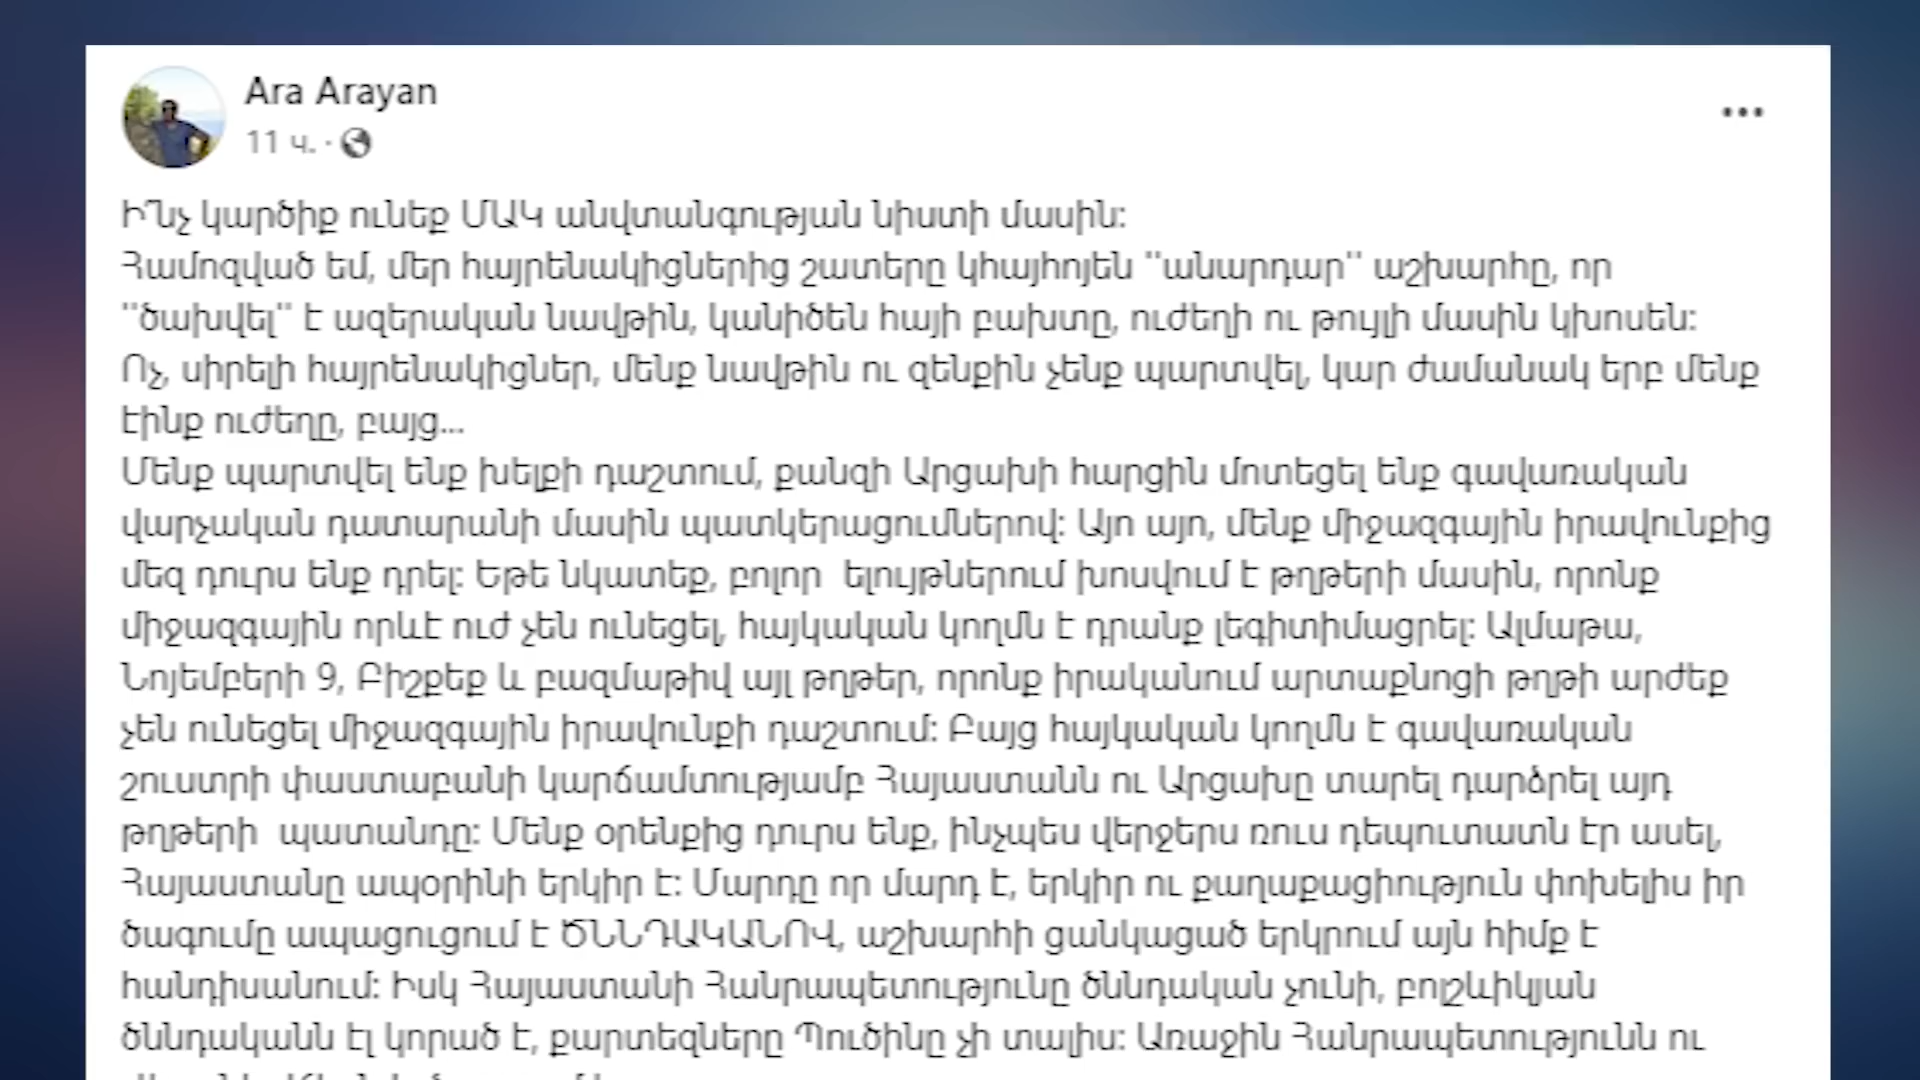 Ara Arayan
11 ч. ·
Ի՞նչ կարծիք ունեք ՄԱԿ անվտանգության նիստի մասին:
Համոզված եմ, մեր հայրենակիցներից շատերը կհայհոյեն ''անարդար'' աշխարհը, որ
''ծախվել'' է ազերական նավթին, կանիծեն հայի բախտը, ուժեղի ու թույլի մասին կխոսեն:
Ոչ, սիրելի հայրենակիցներ, մենք նավթին ու զենքին չենք պարտվել, կար ժամանակ երբ մենք
էինք ուժեղը, բայց...
Մենք պարտվել ենք խելքի դաշտում, քանզի Արցախի հարցին մոտեցել ենք գավառական
վարչական դատարանի մասին պատկերացումներով: Այո այո, մենք միջազգային իրավունքից
մեզ դուրս ենք դրել: Եթե նկատեք, բոլոր  ելույթներում խոսվում է թղթերի մասին, որոնք
միջազգային որևէ ուժ չեն ունեցել, հայկական կողմն է դրանք լեգիտիմացրել: Ալմաթա,
Նոյեմբերի 9, Բիշքեք և բազմաթիվ այլ թղթեր, որոնք իրականում արտաքնոցի թղթի արժեք
չեն ունեցել միջազգային իրավունքի դաշտում: Բայց հայկական կողմն է գավառական
շուստրի փաստաբանի կարճամտությամբ Հայաստանն ու Արցախը տարել դարձրել այդ
թղթերի  պատանդը: Մենք օրենքից դուրս ենք, ինչպես վերջերս ռուս դեպուտատն էր ասել,
Հայաստանը ապօրինի երկիր է: Մարդը որ մարդ է, երկիր ու քաղաքացիություն փոխելիս իր
ծագումը ապացուցում է ԾՆՆԴԱԿԱՆՈՎ, աշխարհի ցանկացած երկրում այն հիմք է
հանդիսանում: Իսկ Հայաստանի Հանրապետությունը ծննդական չունի, բոլշևիկյան
ծննդականն էլ կորած է, քարտեզները Պուծինը չի տալիս: Առաջին Հանրապետությունն ու